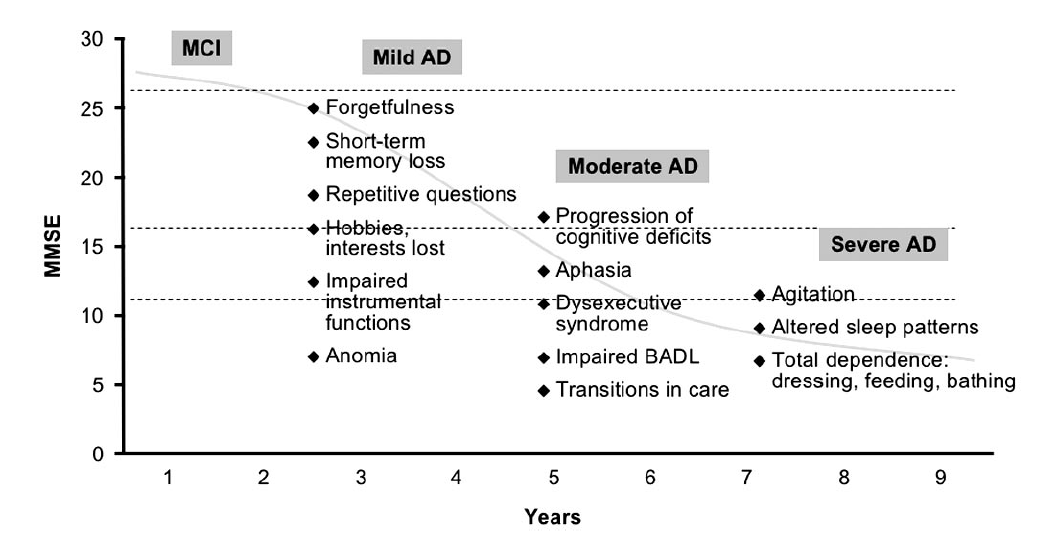 30
25
20
15
10
5
0
MMSE
MCI
Mild AD
Forgetfulness
Short-term
memory loss
Repetitive questions
Hobbies,
interests lost
Impaired
instrumental
functions
Anomia
Moderate AD
Progression of
cognitive deficits
Aphasia
Dysexecutive
syndrome
Impaired BADL
Transitions in care
Severe AD
Agitation
Altered sleep patterns
Total dependence:
dressing, feeding, bathing
1 2 3 4 5 6 7 8 9
Years